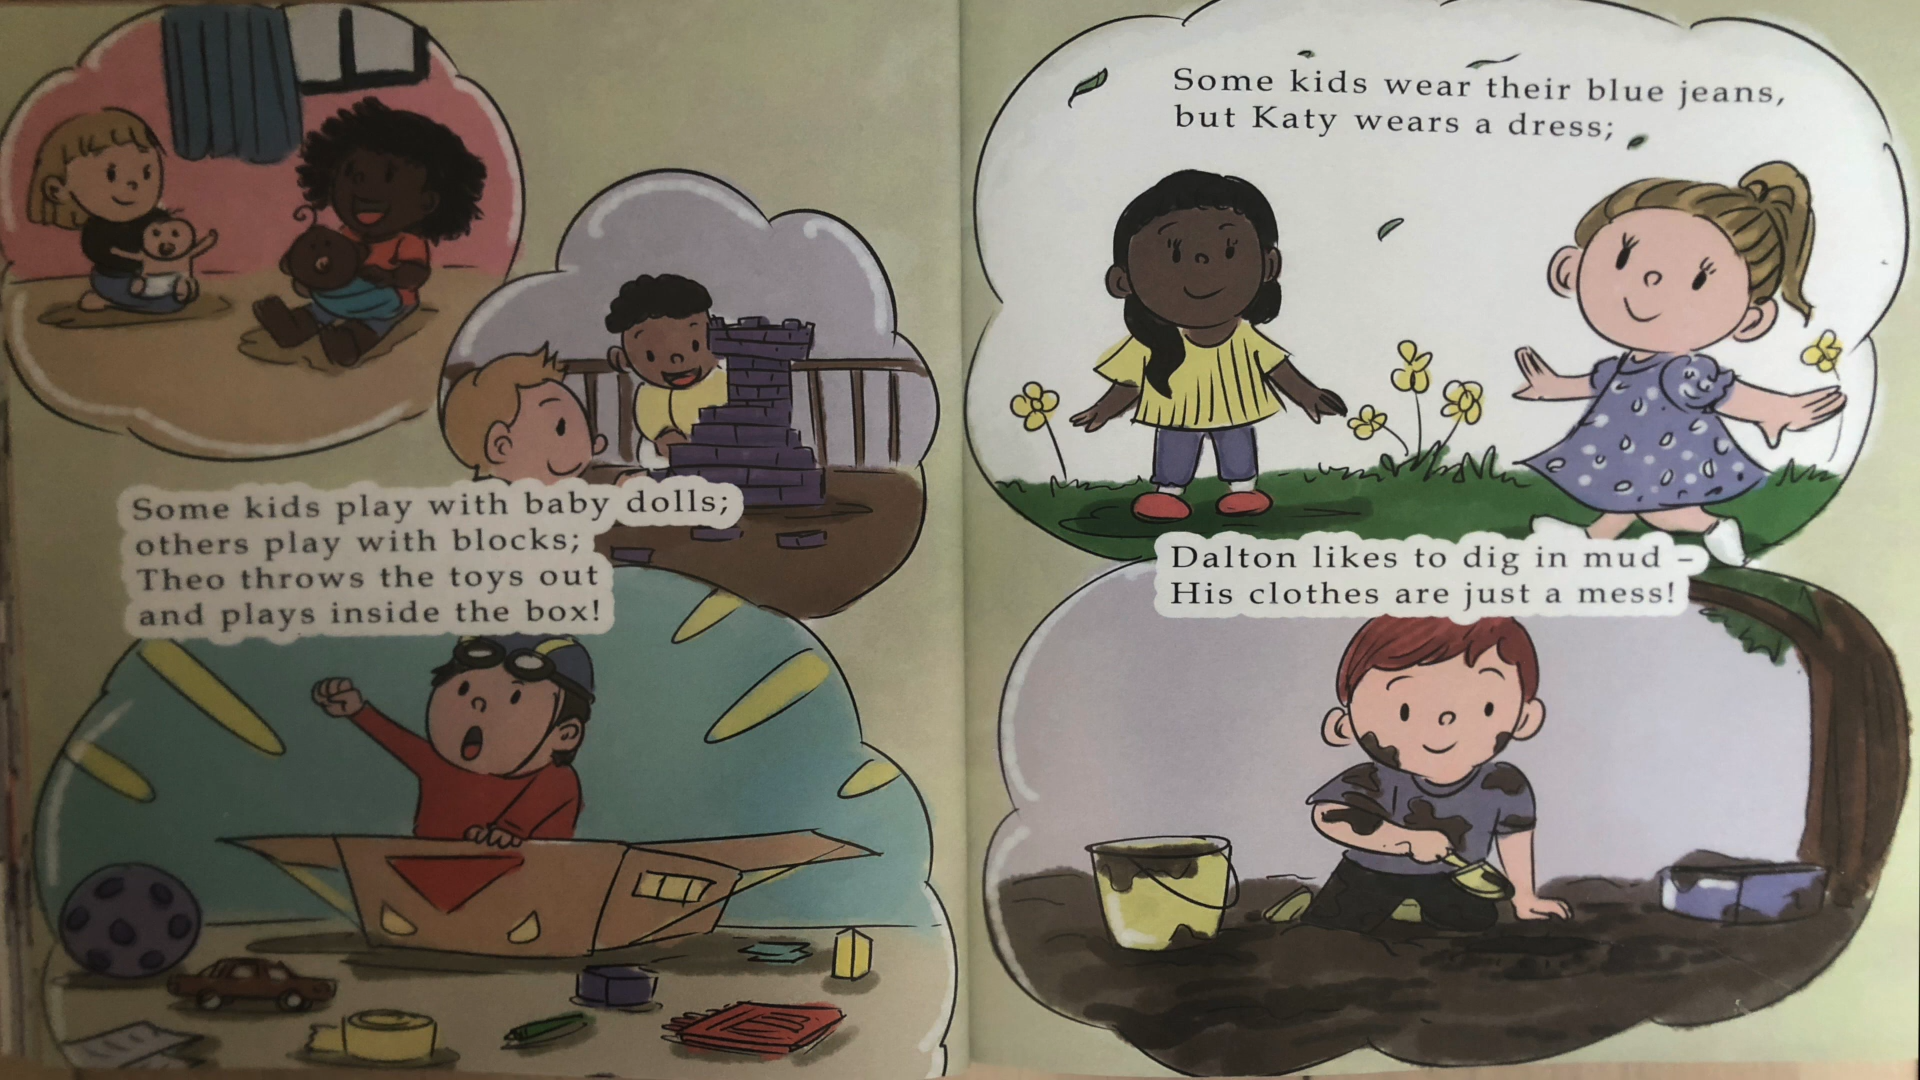 Some kids play with baby dolls;
others play with blocks;
Theo throws the toys out
and plays inside the box!
Some kids wear their blue jeans,
but Katy wears a dress;
Dalton likes to dig in mud –
His clothes are just a mess!